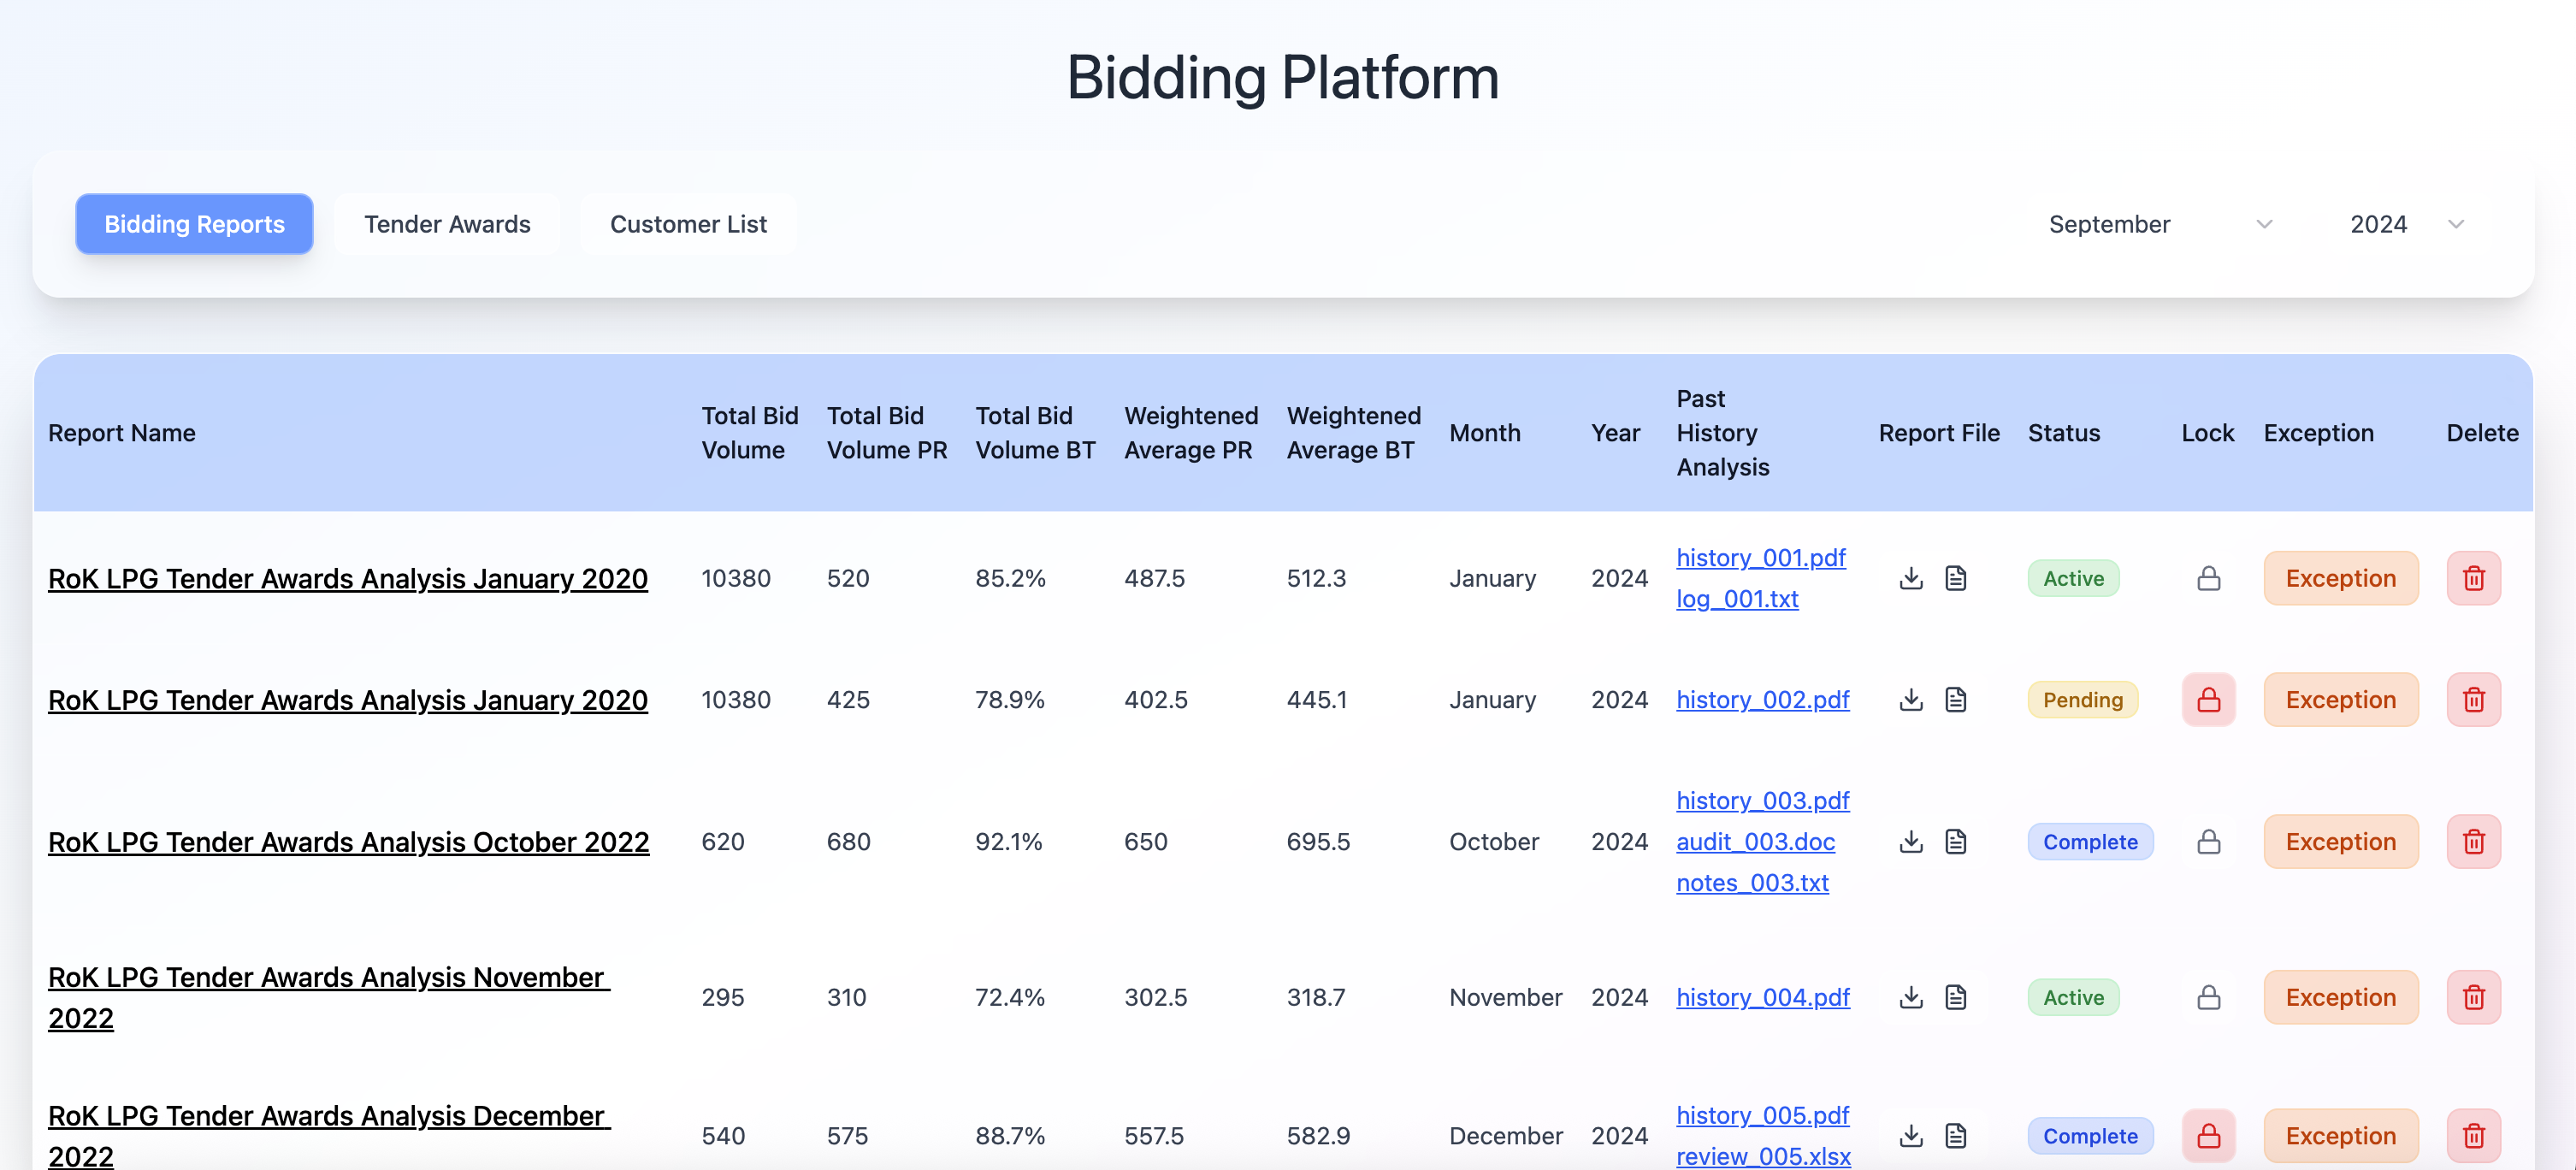 Bidding Platform
Bidding Reports
Tender Awards
Customer List
September
2024
Report Name
Total Bid
Volume
Total Bid
Volume PR
Total Bid
Volume BT
Weightened
Average PR
Weightened
Average BT
Month
Year
Past
History
Analysis
Report File
Status
Lock
Exception
Delete
RoK LPG Tender Awards Analysis January 2020
10380
520
85.2%
487.5
512.3
January
2024
history_001.pdf
log_001.txt
Active
Exception
RoK LPG Tender Awards Analysis January 2020
10380
425
78.9%
402.5
445.1
January
2024
history_002.pdf
Pending
Exception
RoK LPG Tender Awards Analysis October 2022
620
680
92.1%
650
695.5
October
2024
history_003.pdf
audit_003.doc
notes_003.txt
Complete
Exception
RoK LPG Tender Awards Analysis November
2022
295
310
72.4%
302.5
318.7
November
2024
history_004.pdf
Active
Exception
RoK LPG Tender Awards Analysis December
2022
540
575
88.7%
557.5
582.9
December
2024
history_005.pdf
review_005.xlsx
Complete
Exception